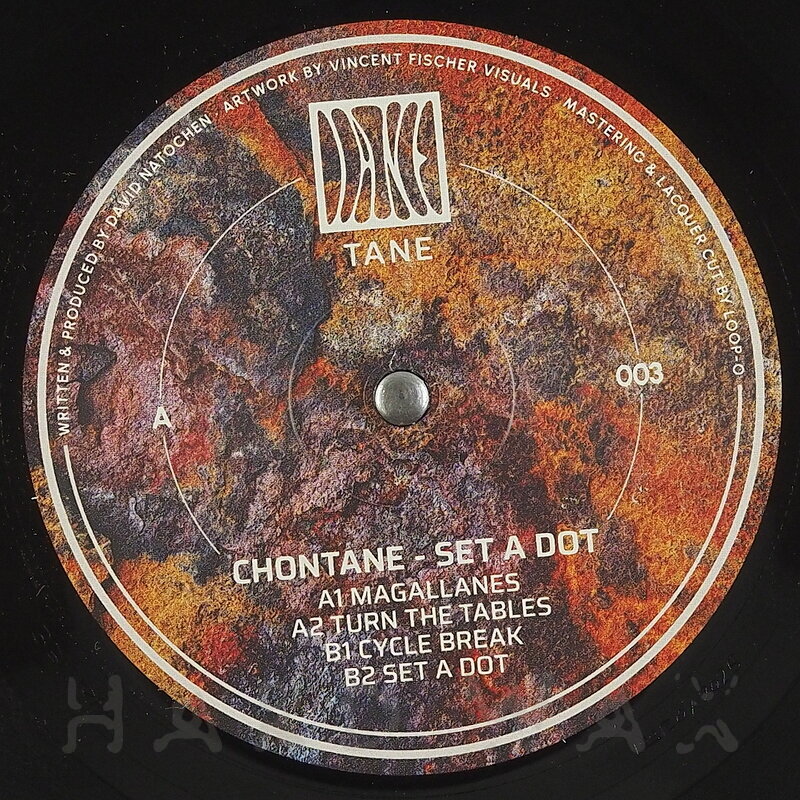 WRITTEN & PRODUCED BY DAVID NATOCHEN. ARTWORK BY VINCENT FISCHER VISUALS. MASTERING & LACQUER CUT BY LOOP-O
TANE
TANE
A
003
CHONTANE - SET A DOT
A1 MAGALLANES
A2 TURN THE TABLES
B1 CYCLE BREAK
B2 SET A DOT